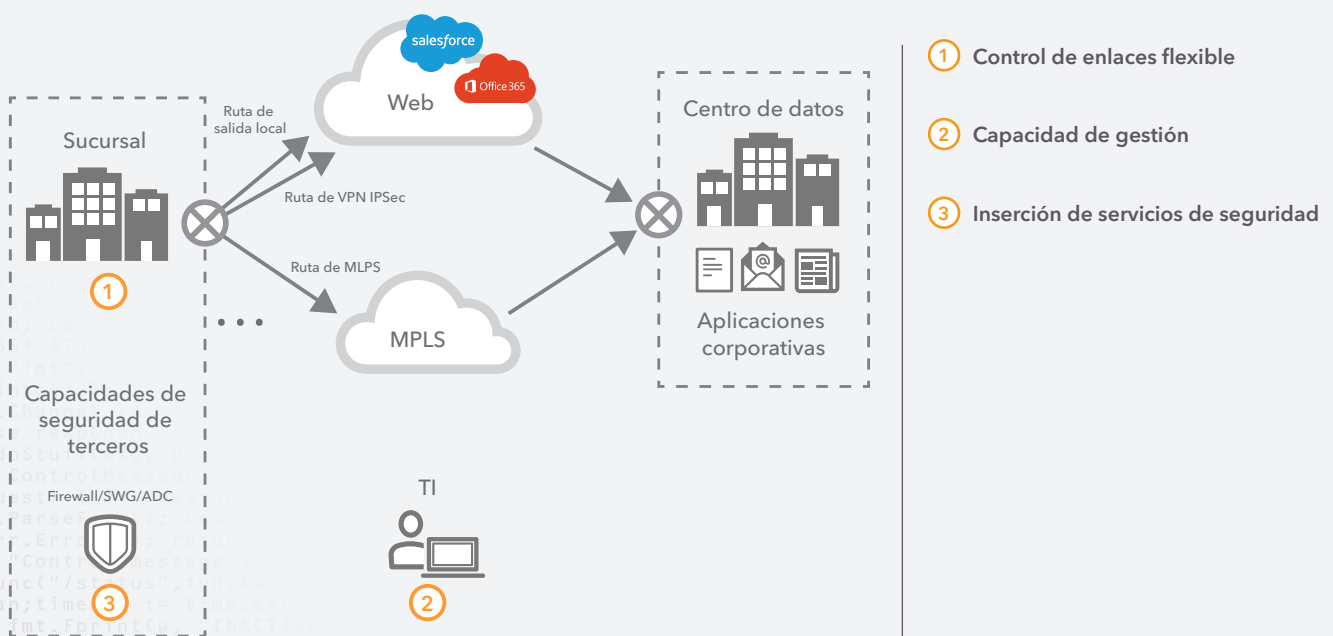 salesforce
Office 365
Web
Ruta de
salida local
Ruta de VPN IPSec
Ruta de MLPS
MPLS
Sucursal
1
...
Capacidades de
seguridad de
terceros
Firewall/SWG/ADC
3
TI
2
Centro de datos
@
Aplicaciones
corporativas
1 Control de enlaces flexible
2 Capacidad de gestión
3 Inserción de servicios de seguridad